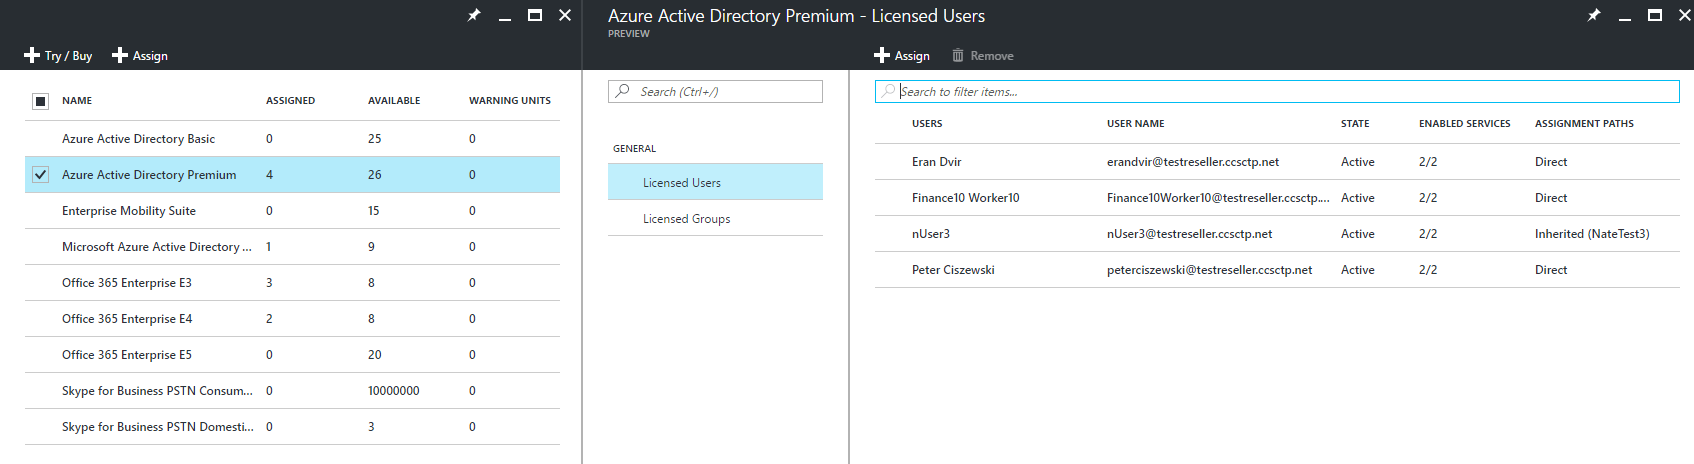 Try / Buy Assign
NAME ASSIGNED AVAILABLE WARNING UNITS
Azure Active Directory Basic 0 25 0
Azure Active Directory Premium 4 26 0
Enterprise Mobility Suite 0 15 0
Microsoft Azure Active Directory ... 1 9 0
Office 365 Enterprise E3 3 8 0
Office 365 Enterprise E4 2 8 0
Office 365 Enterprise E5 0 20 0
Skype for Business PSTN Consum... 0 10000000 0
Skype for Business PSTN Domesti... 0 3 0
Azure Active Directory Premium - Licensed Users
PREVIEW
Search (Ctrl+/)
GENERAL
Licensed Users
Licensed Groups
Assign Remove
Search to filter items...
USERS USER NAME STATE ENABLED SERVICES ASSIGNMENT PATHS
Eran Dvir erandvir@testreseller.ccsctp.net Active 2/2 Direct
Finance10 Worker10 Finance10Worker10@testreseller.ccsctp.... Active 2/2 Direct
nUser3 nUser3@testreseller.ccsctp.net Active 2/2 Inherited (NateTest3)
Peter Ciszewski peterciszewski@testreseller.ccsctp.net Active 2/2 Direct